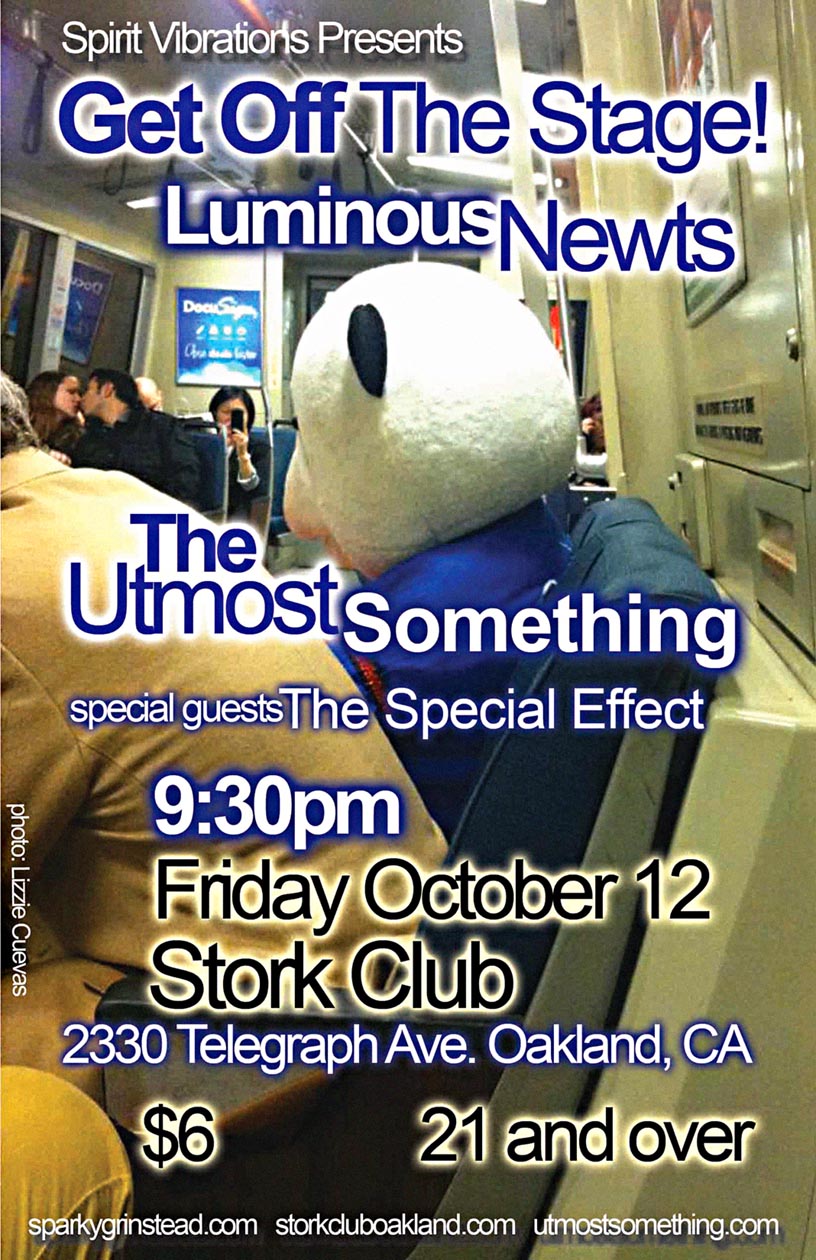 Spirit Vibrations Presents
Get Off The Stage!
Luminous Newts
DocuSign
The
Utmost Something
special guests The Special Effect
9:30pm
Friday October 12
Stork Club
2330 Telegraph Ave. Oakland, CA
$6 21 and over
photo: Lizzie Cuevas
sparkygrinstead.com storkcluboakland.com utmostsomething.com